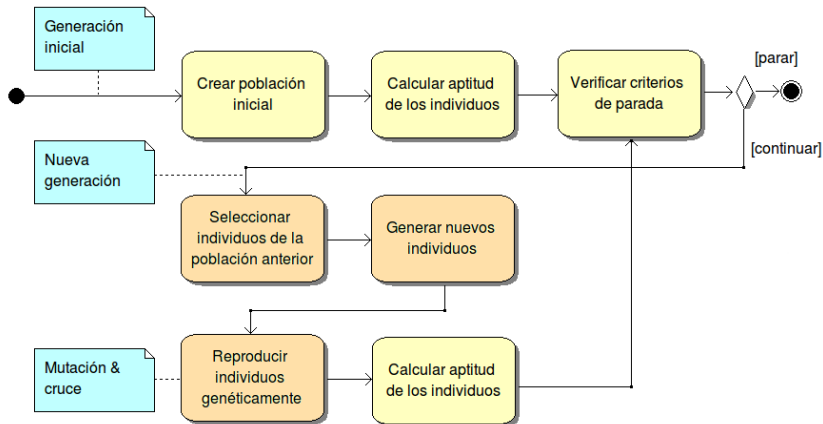 Generación
inicial
Crear población
inicial
Calcular aptitud
de los individuos
Verificar criterios
de parada
[parar]
[continuar]
Nueva
generación
Seleccionar
individuos de la
población anterior
Generar nuevos
individuos
Mutación &
cruce
Reproducir
individuos
genéticamente
Calcular aptitud
de los individuos